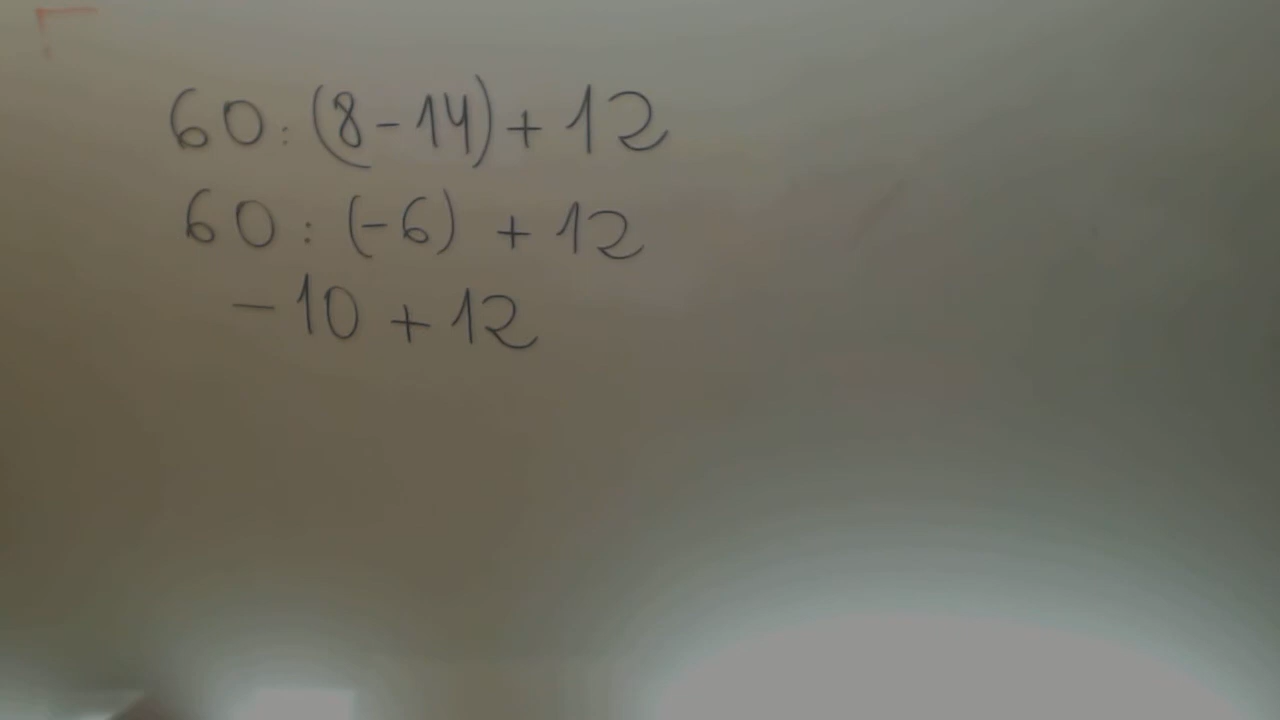 60 : (8 - 14) + 12
60 : (-6) + 12
- 10 + 12